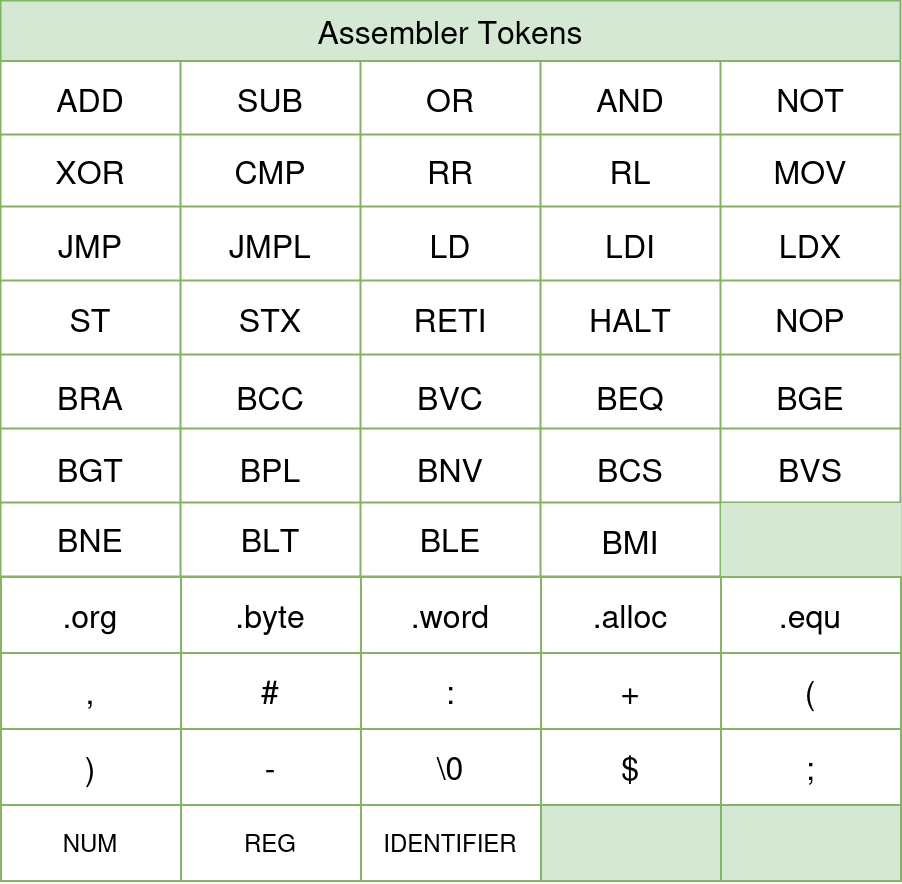 Assembler Tokens
ADD SUB OR AND NOT
XOR CMP RR RL MOV
JMP JMPL LD LDI LDX
ST STX RETI HALT NOP
BRA BCC BVC BEQ BGE
BGT BPL BNV BCS BVS
BNE BLT BLE BMI
.org .byte .word .alloc .equ
, # : + (
) - \0 $ ;
NUM REG IDENTIFIER